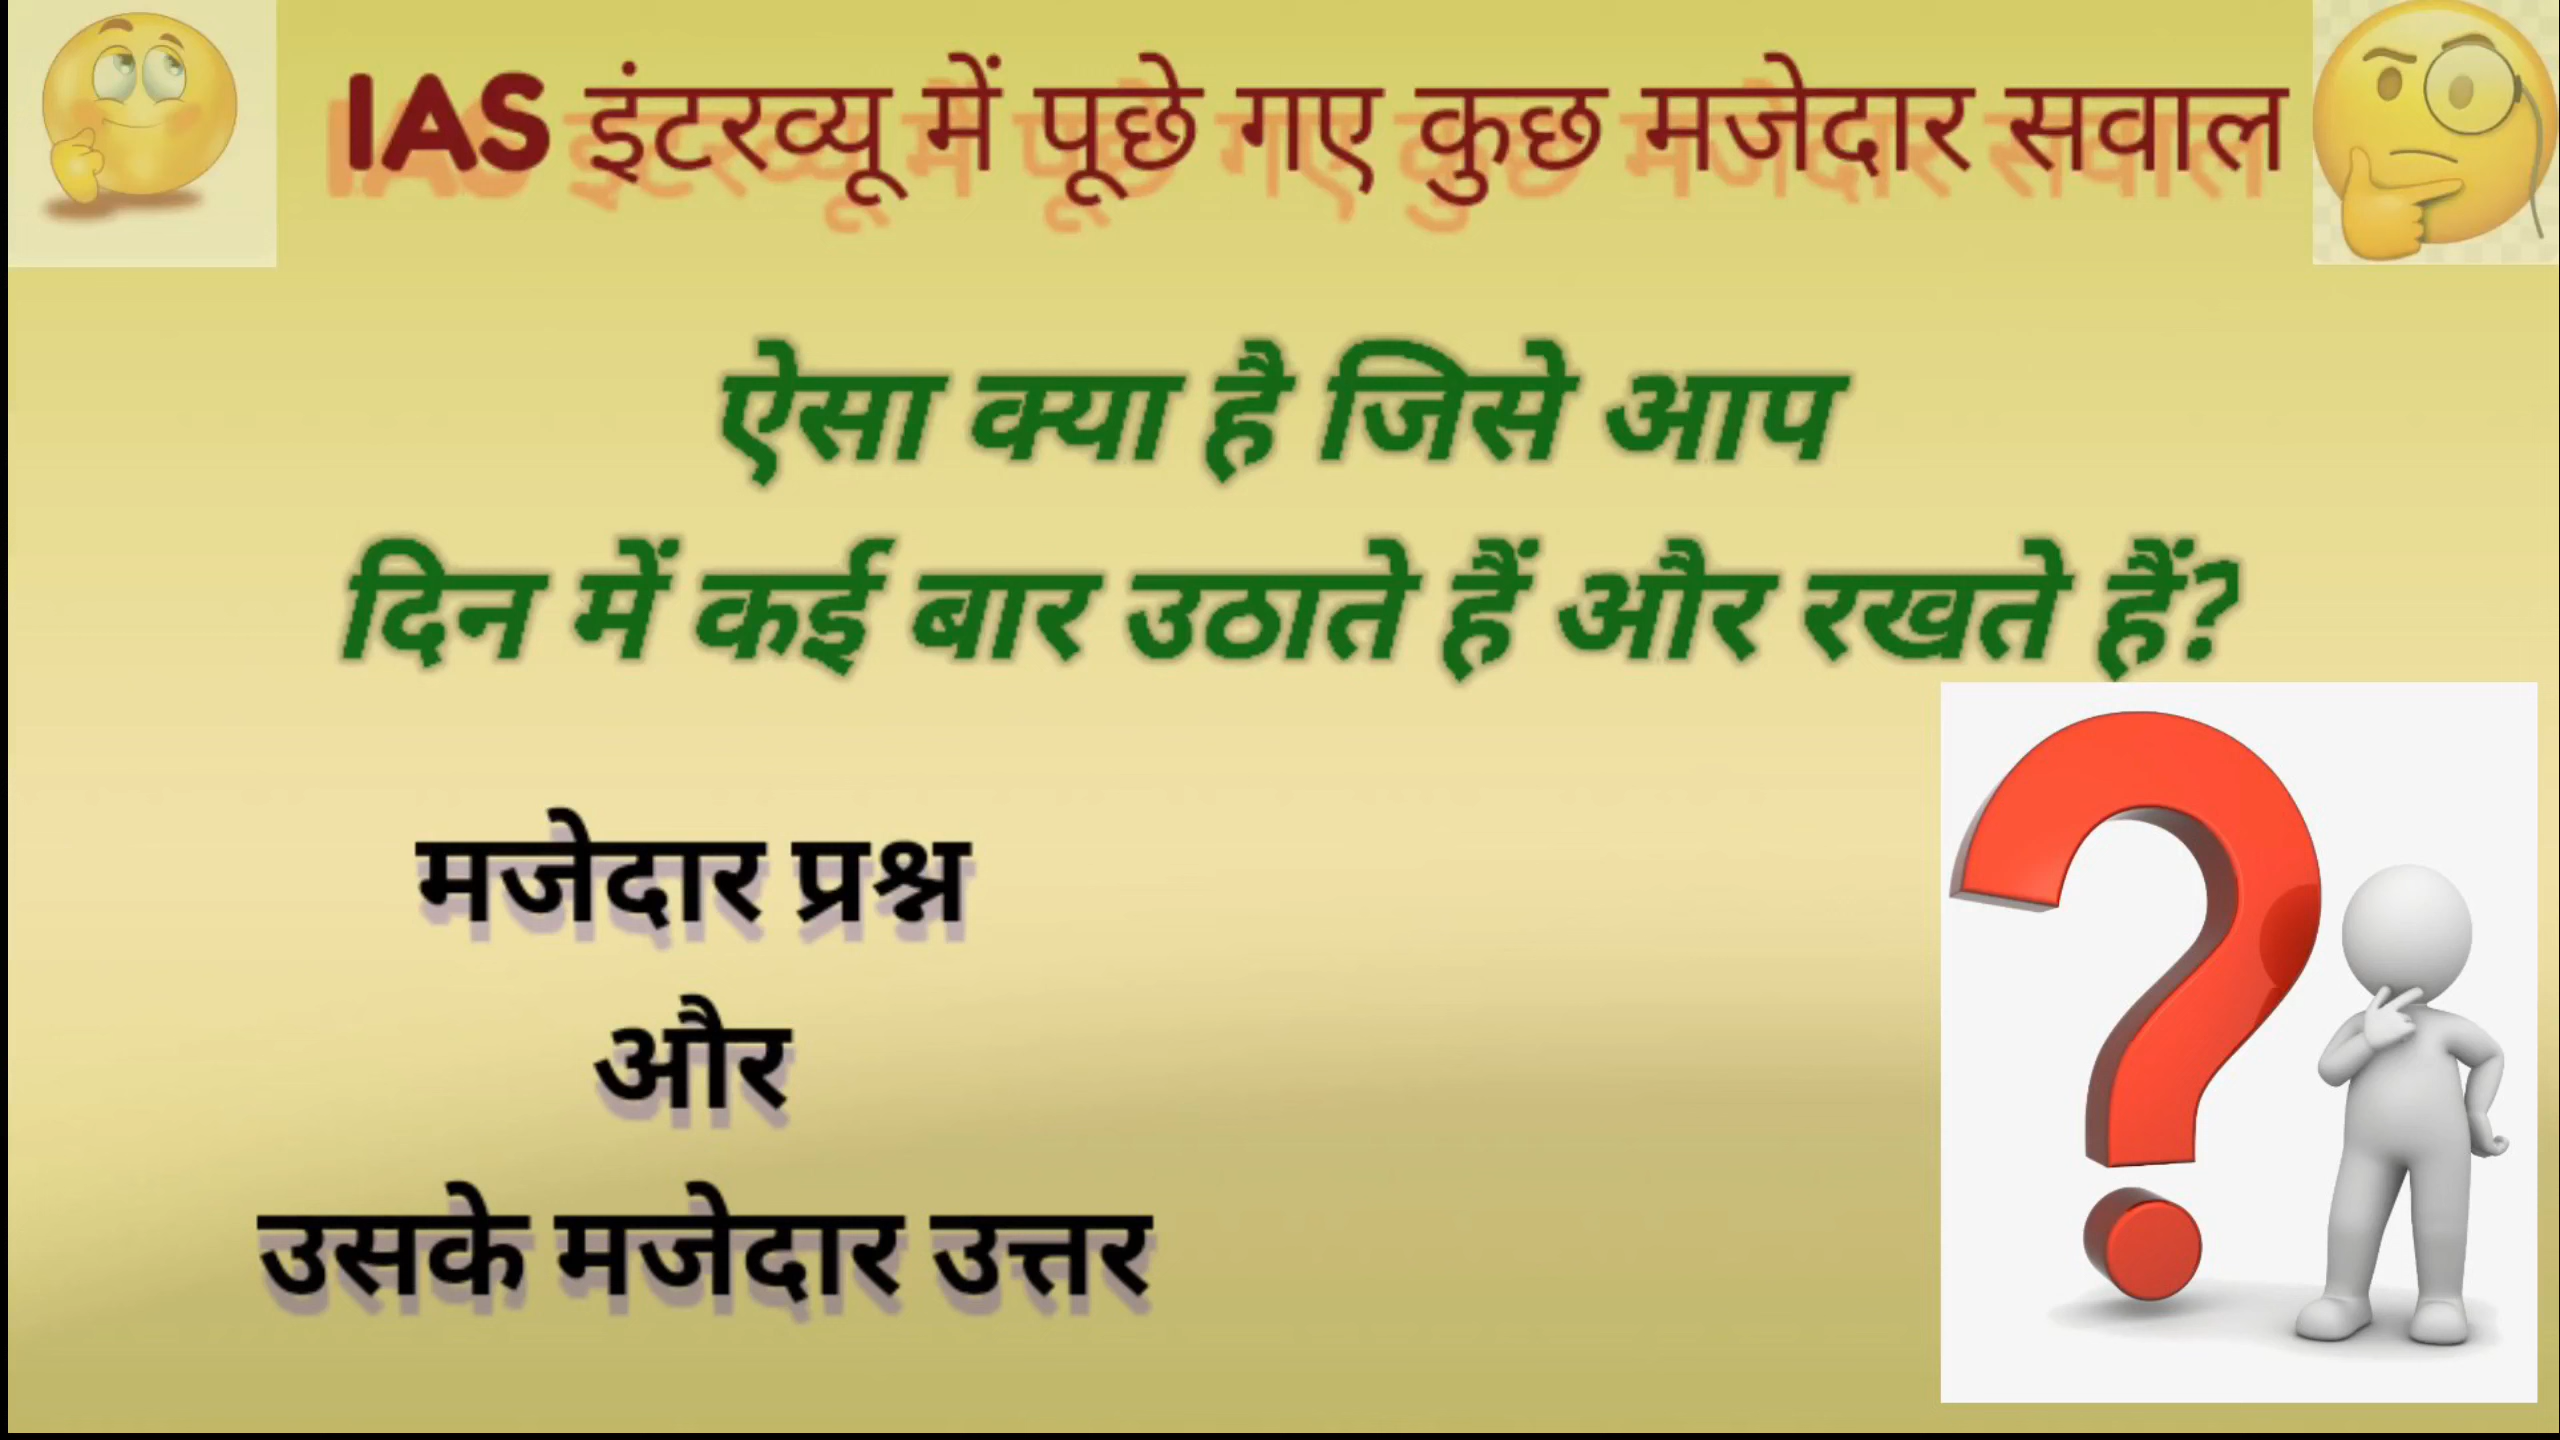 IAS इंटरव्यू में पूछे गए कुछ मजेदार सवाल
ऐसा क्या है जिसे आप
दिन में कई बार उठाते हैं और रखते हैं?
मजेदार प्रश्न
और
उसके मजेदार उत्तर